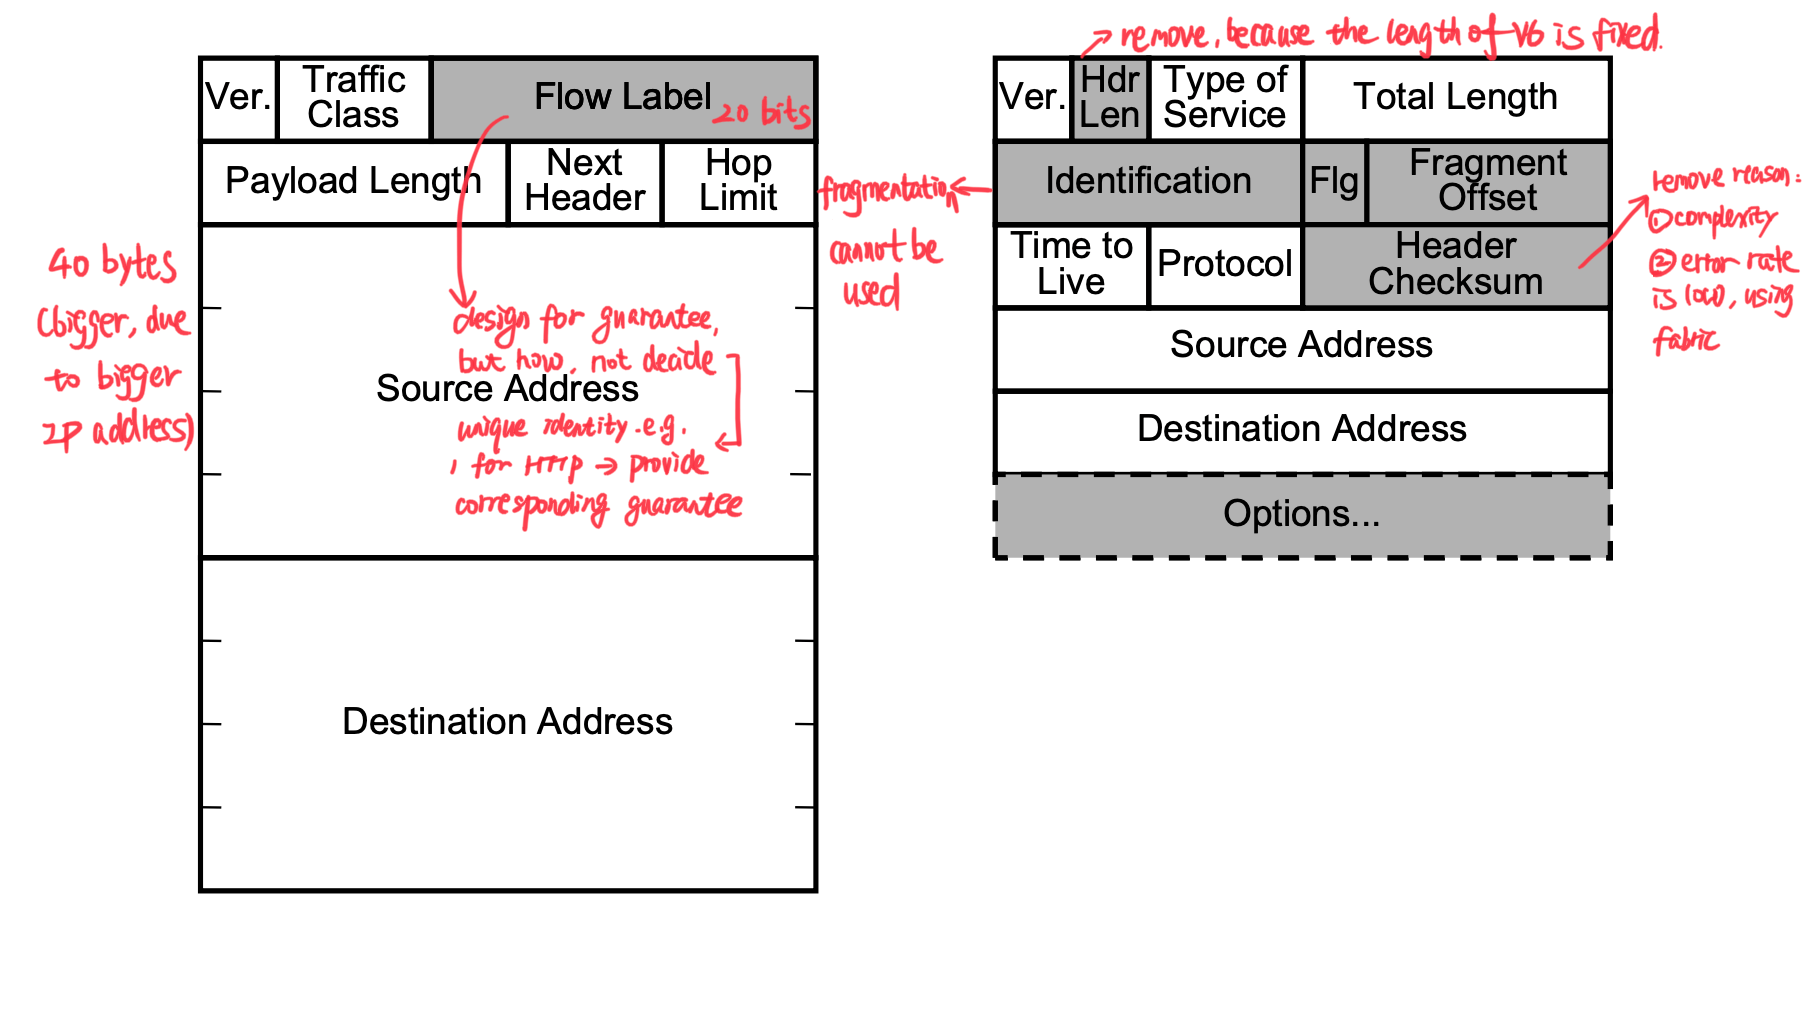 remove, because the length of V6 is fixed.
Ver.
Traffic
Class
Flow Label
20 bits
Payload Length
Next
Header
Hop
Limit
40 bytes
(bigger, due
to bigger
IP address)
design for guarantee,
but how, not decide
Source Address
unique identity. e.g.
, for HTTP → provide
corresponding guarantee
Destination Address
fragmentation
cannot be
used
Ver.
Hdr
Len
Type of
Service
Total Length
Identification
Flg
Fragment
Offset
Time to
Live
Protocol
Header
Checksum
Source Address
Destination Address
Options...
remove reason:
① complexity
② error rate
is low, using
fabric